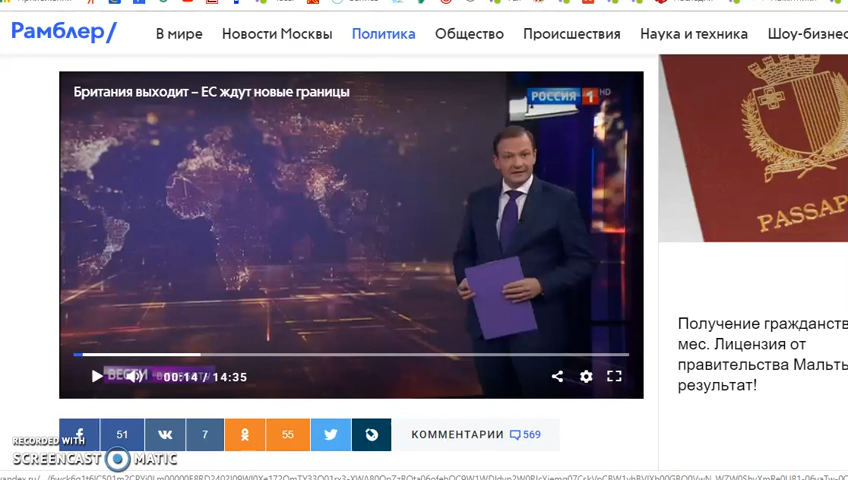 Рамблер/
В мире
Новости Москвы
Политика
Общество
Происшествия
Наука и техника
Шоу-бизнес
Британия выходит – ЕС ждут новые границы
РОССИЯ 1 HD
PASSAP
Получение гражданств
мес. Лицензия от
правительства Мальты
результат!
ВЕСТИ
00:14 / 14:35
51
7
55
КОММЕНТАРИИ 569
RECORDED WITH
SCREENCAST MATIC